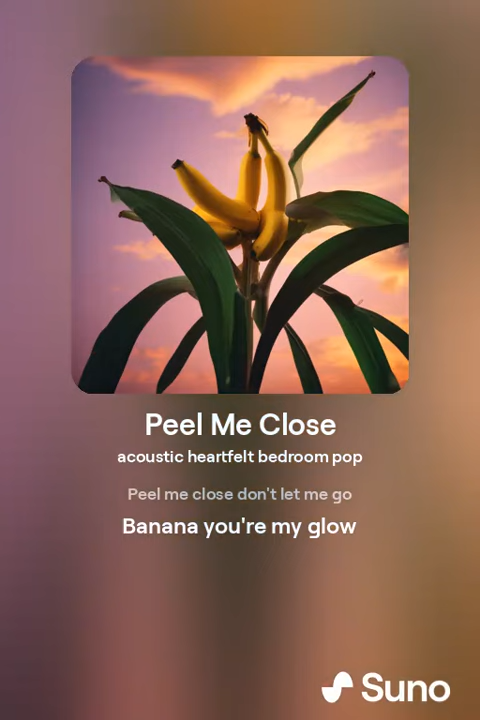 Peel Me Close
acoustic heartfelt bedroom pop
Peel me close don't let me go
Banana you're my glow
Suno